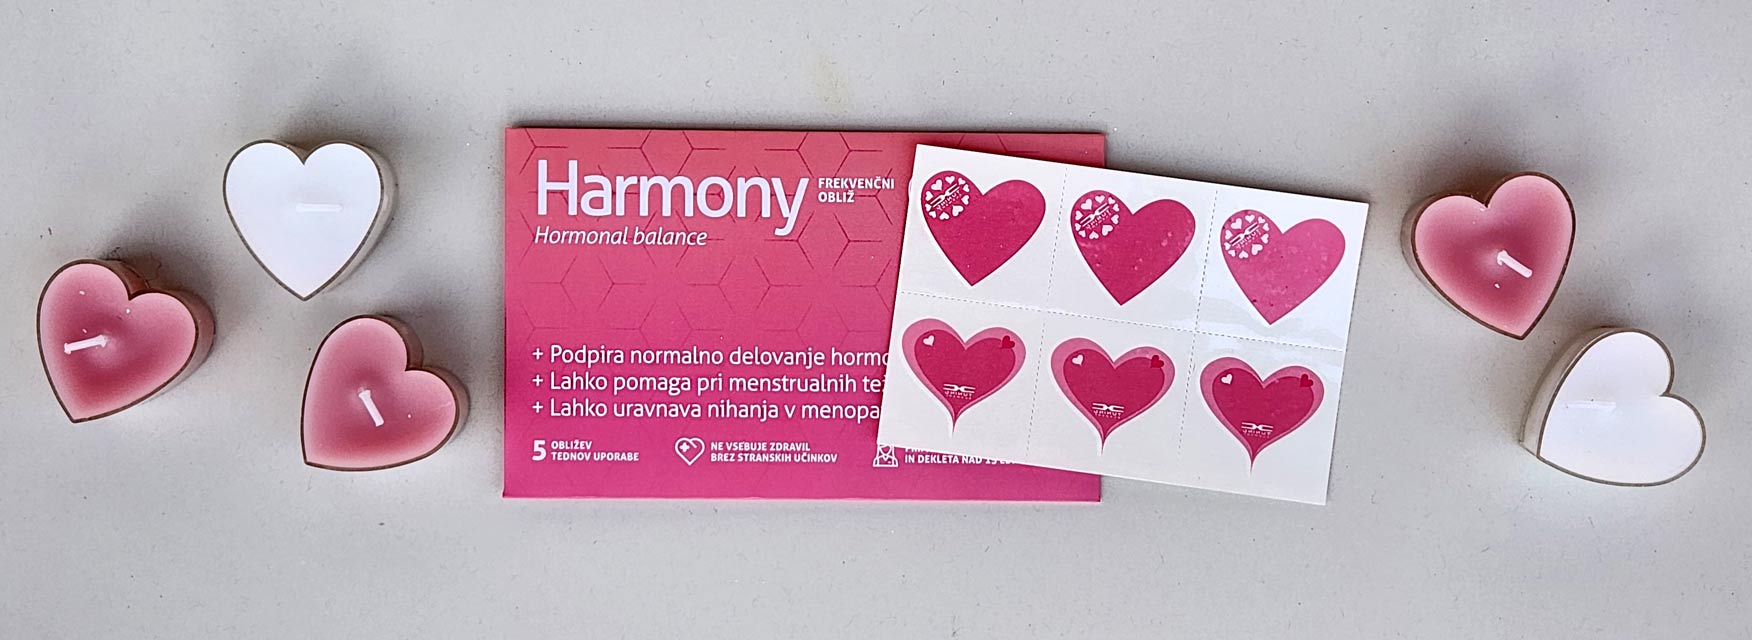 Harmony
FREKVENČNI
OBLIŽ
Hormonal balance
+ Podpira normalno delovanje hormo
+ Lahko pomaga pri menstrualnih te
+ Lahko uravnava nihanja v menopa
5 OBLIŽEV
TEDNOV UPORABE
NE VSEBUJE ZDRAVIL
BREZ STRANSKIH UČINKOV
IN DEKLETA NAD